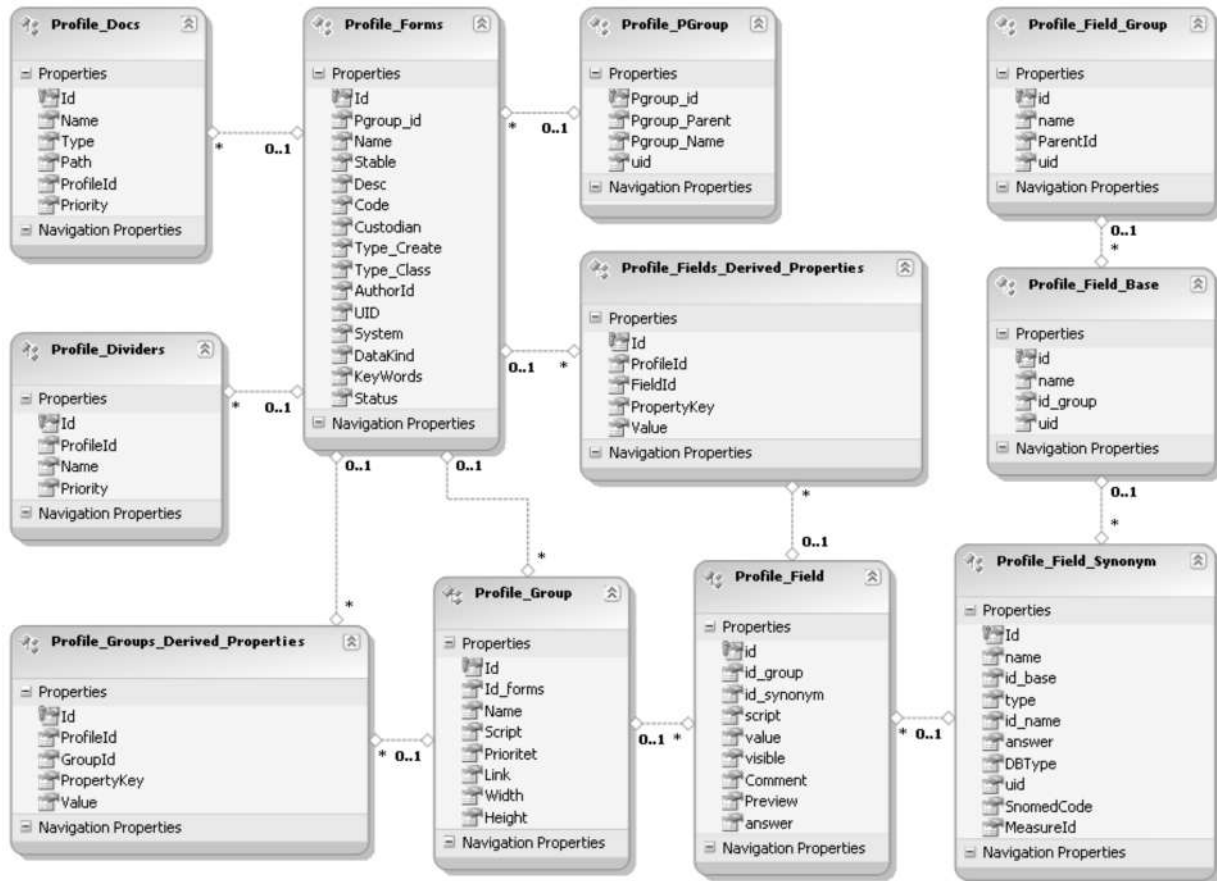 Profile_Docs
Properties
Id
Name
Type
Path
ProfileId
Priority
Navigation Properties
*
0..1
Profile_Forms
Properties
Id
Pgroup_id
Name
Stable
Desc
Code
Custodian
Type_Create
Type_Class
AuthorId
UID
System
DataKind
KeyWords
Status
Navigation Properties
*
0..1
Profile_PGroup
Properties
Pgroup_id
Pgroup_Parent
Pgroup_Name
uid
Navigation Properties
Profile_Field_Group
Properties
id
name
ParentId
uid
Navigation Properties
0..1
*
Profile_Dividers
Properties
Id
ProfileId
Name
Priority
Navigation Properties
*
0..1
0..1
*
Profile_Fields_Derived_Properties
Properties
Id
ProfileId
FieldId
PropertyKey
Value
Navigation Properties
Profile_Field_Base
Properties
id
name
id_group
uid
Navigation Properties
0..1
0..1
*
*
*
0..1
0..1
*
Profile_Groups_Derived_Properties
Properties
Id
ProfileId
GroupId
PropertyKey
Value
Navigation Properties
*
0..1
Profile_Group
Properties
Id
Id_forms
Name
Script
Prioritet
Link
Width
Height
Navigation Properties
0..1
*
Profile_Field
Properties
id
id_group
id_synonym
script
value
visible
Comment
Preview
answer
Navigation Properties
*
0..1
Profile_Field_Synonym
Properties
Id
name
id_base
type
id_name
answer
DBType
uid
SnomedCode
MeasureId
Navigation Properties